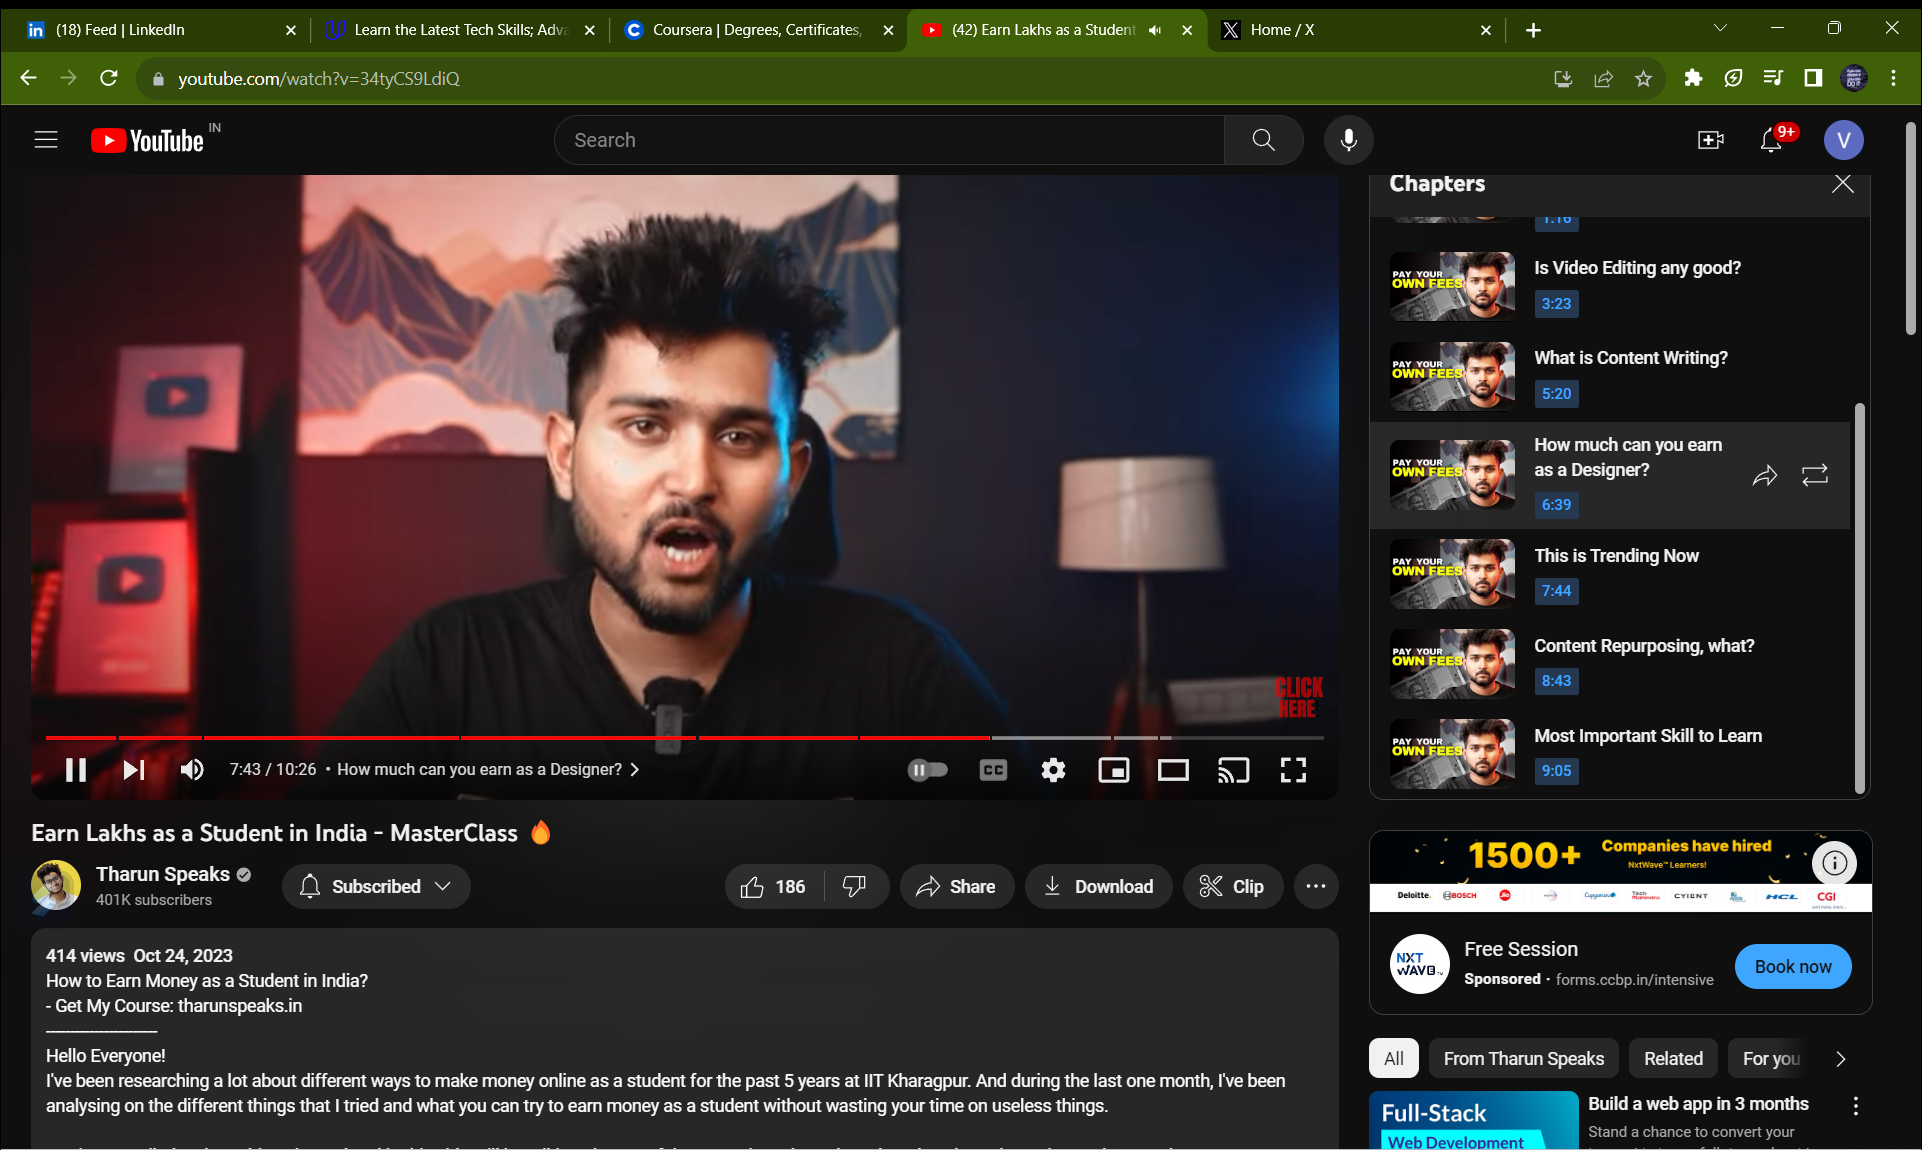 (18) Feed | LinkedIn
Learn the Latest Tech Skills; Adva
Coursera | Degrees, Certificates,
(42) Earn Lakhs as a Student
Home / X
youtube.com/watch?v=34tyCS9LdiQ
YouTube IN
Search
9+
V
Chapters
1:16
PAY YOUR
OWN FEES
Is Video Editing any good?
3:23
PAY YOUR
OWN FEES
What is Content Writing?
5:20
PAY YOUR
OWN FEES
How much can you earn
as a Designer?
6:39
PAY YOUR
OWN FEES
This is Trending Now
7:44
PAY YOUR
OWN FEES
Content Repurposing, what?
8:43
PAY YOUR
OWN FEES
Most Important Skill to Learn
9:05
CLICK
HERE
7:43 / 10:26 • How much can you earn as a Designer?
CC
Earn Lakhs as a Student in India - MasterClass 🔥
Tharun Speaks
401K subscribers
Subscribed
186
Share
Download
Clip
414 views Oct 24, 2023
How to Earn Money as a Student in India?
- Get My Course: tharunspeaks.in
-----------------------
Hello Everyone!
I've been researching a lot about different ways to make money online as a student for the past 5 years at IIT Kharagpur. And during the last one month, I've been
analysing on the different things that I tried and what you can try to earn money as a student without wasting your time on useless things.
1500+ Companies have hired
NxtWave™ Learners!
Deloitte. BOSCH Jio Capgemini Tech Mahindra CYIENT HCL CGI
NXT
WAVE
Free Session
Sponsored · forms.ccbp.in/intensive
Book now
All
From Tharun Speaks
Related
For you
Full-Stack
Web Development
Build a web app in 3 months
Stand a chance to convert your